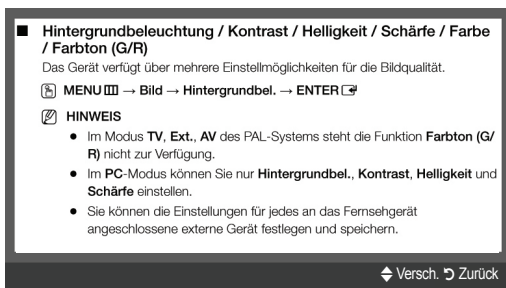 ■ Hintergrundbeleuchtung / Kontrast / Helligkeit / Schärfe / Farbe
/ Farbton (G/R)
Das Gerät verfügt über mehrere Einstellmöglichkeiten für die Bildqualität.
MENU → Bild → Hintergrundbel. → ENTER
HINWEIS
● Im Modus TV, Ext., AV des PAL-Systems steht die Funktion Farbton (G/
R) nicht zur Verfügung.
● Im PC-Modus können Sie nur Hintergrundbel., Kontrast, Helligkeit und
Schärfe einstellen.
● Sie können die Einstellungen für jedes an das Fernsehgerät
angeschlossene externe Gerät festlegen und speichern.
Versch. Zurück